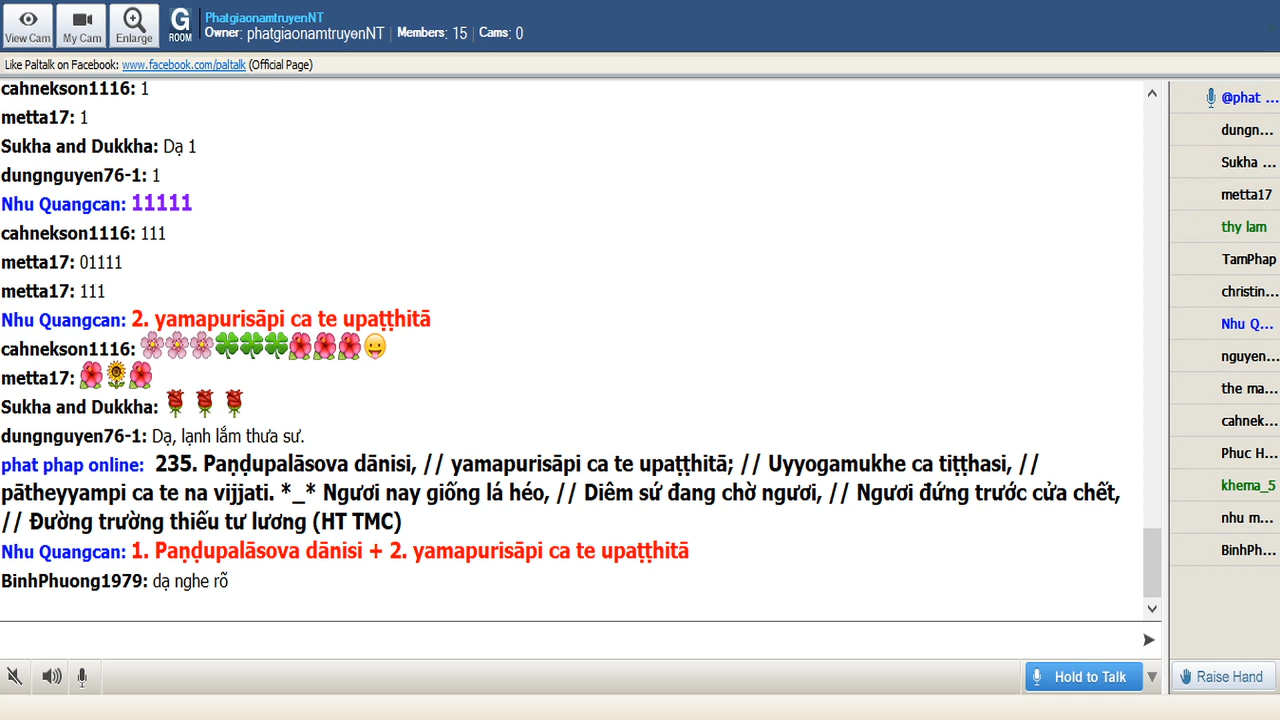 View Cam
My Cam
Enlarge
G
ROOM
PhatgiaonamtruyenNT
Owner: phatgiaonamtruyenNT | Members: 15 | Cams: 0
Like Paltalk on Facebook: www.facebook.com/paltalk (Official Page)
cahnekson1116: 1
metta17: 1
Sukha and Dukkha: Dạ 1
dungnguyen76-1: 1
Nhu Quangcan: 11111
cahnekson1116: 111
metta17: 01111
metta17: 111
Nhu Quangcan: 2. yamapurisāpi ca te upaṭṭhitā
cahnekson1116: 🌸🌸🌸🍀🍀🍀🌺🌺🌺😛
metta17: 🌺🌻🌺
Sukha and Dukkha: 🌹 🌹 🌹
dungnguyen76-1: Dạ, lạnh lắm thưa sư.
phat phap online: 235. Paṇḍupalāsova dānisi, // yamapurisāpi ca te upaṭṭhitā; // Uyyogamukhe ca tiṭṭhasi, //
pātheyyampi ca te na vijjati. *_* Ngươi nay giống lá héo, // Diêm sứ đang chờ ngươi, // Ngươi đứng trước cửa chết,
// Đường trường thiếu tư lương (HT TMC)
Nhu Quangcan: 1. Paṇḍupalāsova dānisi + 2. yamapurisāpi ca te upaṭṭhitā
BinhPhuong1979: dạ nghe rõ
@phat ...
dungn...
Sukha ...
metta17
thy lam
TamPhap
christin...
Nhu Q...
nguyen...
the ma...
cahnek...
Phuc H...
khema_5
nhu m...
BinhPh...
Hold to Talk
Raise Hand